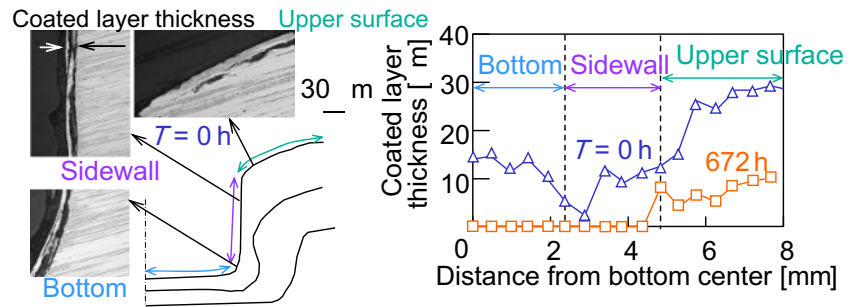 Coated layer thickness
Upper surface
30 m
T = 0 h
Sidewall
Bottom
Coated layer
thickness [ m]
40
30
20
10
0
2
4
6
8
Bottom
Sidewall
Upper surface
T = 0 h
672 h
Distance from bottom center [mm]